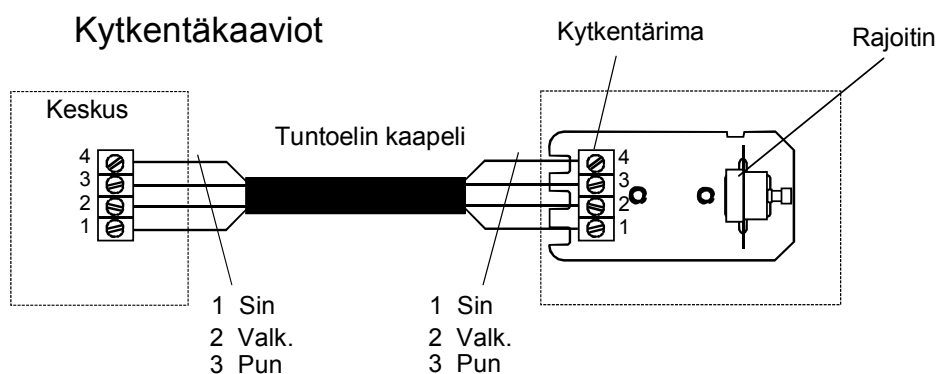 Kytkentäkaaviot
Kytkentärima
Rajoitin
Keskus
Tuntoelin kaapeli
4
3
2
1
4
3
2
1
1 Sin
2 Valk.
3 Pun
1 Sin
2 Valk.
3 Pun